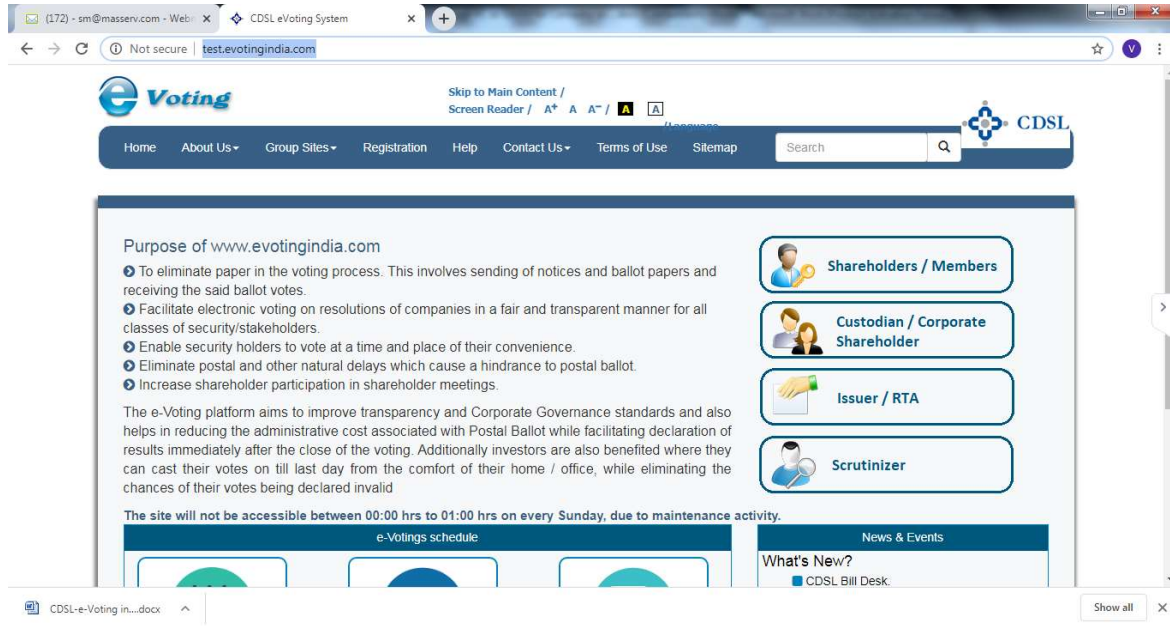 (172) - sm@masserv.com - Web
CDSL eVoting System
Not secure | test.evotingindia.com
V
e Voting
Skip to Main Content /
Screen Reader / A+ A A- / A A
/Language
CDSL
Home About Us Group Sites Registration Help Contact Us Terms of Use Sitemap Search
Purpose of www.evotingindia.com
To eliminate paper in the voting process. This involves sending of notices and ballot papers and
receiving the said ballot votes.
Facilitate electronic voting on resolutions of companies in a fair and transparent manner for all
classes of security/stakeholders.
Enable security holders to vote at a time and place of their convenience.
Eliminate postal and other natural delays which cause a hindrance to postal ballot.
Increase shareholder participation in shareholder meetings.
The e-Voting platform aims to improve transparency and Corporate Governance standards and also
helps in reducing the administrative cost associated with Postal Ballot while facilitating declaration of
results immediately after the close of the voting. Additionally investors are also benefited where they
can cast their votes on till last day from the comfort of their home / office, while eliminating the
chances of their votes being declared invalid
Shareholders / Members
Custodian / Corporate
Shareholder
Issuer / RTA
Scrutinizer
The site will not be accessible between 00:00 hrs to 01:00 hrs on every Sunday, due to maintenance activity.
e-Votings schedule
News & Events
What's New?
CDSL Bill Desk.
CDSL-e-Voting in....docx
Show all